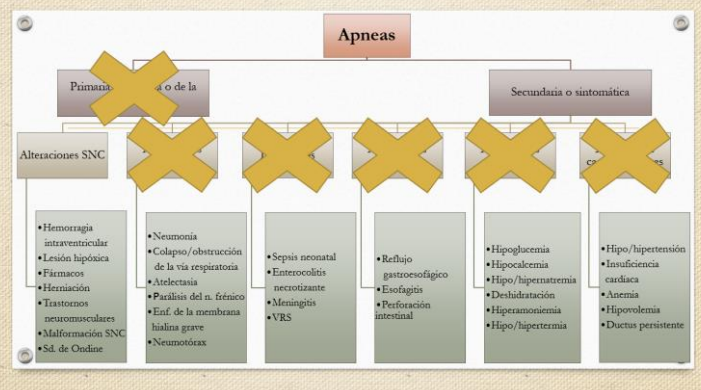 Apneas
Primaria
o de la
Secundaria o sintomática
Alteraciones SNC
•Hemorragia
intraventricular
•Lesión hipóxica
•Fármacos
•Herniación
•Trastornos
neuromusculares
•Malformación SNC
•Sd. de Ondine
•Neumonía
•Colapso/obstrucción
de la vía respiratoria
•Atelectasia
•Parálisis del n. frénico
•Enf. de la membrana
hialina grave
•Neumotórax
•Sepsis neonatal
•Enterocolitis
necrotizante
•Meningitis
•VRS
•Reflujo
gastroesofágico
•Esofagitis
•Perforación
intestinal
•Hipoglucemia
•Hipocalcemia
•Hipo/hipernatremia
•Deshidratación
•Hiperamoniemia
•Hipo/hipertermia
•Hipo/hipertensión
•Insuficiencia
cardíaca
•Anemia
•Hipovolemia
•Ductus persistente